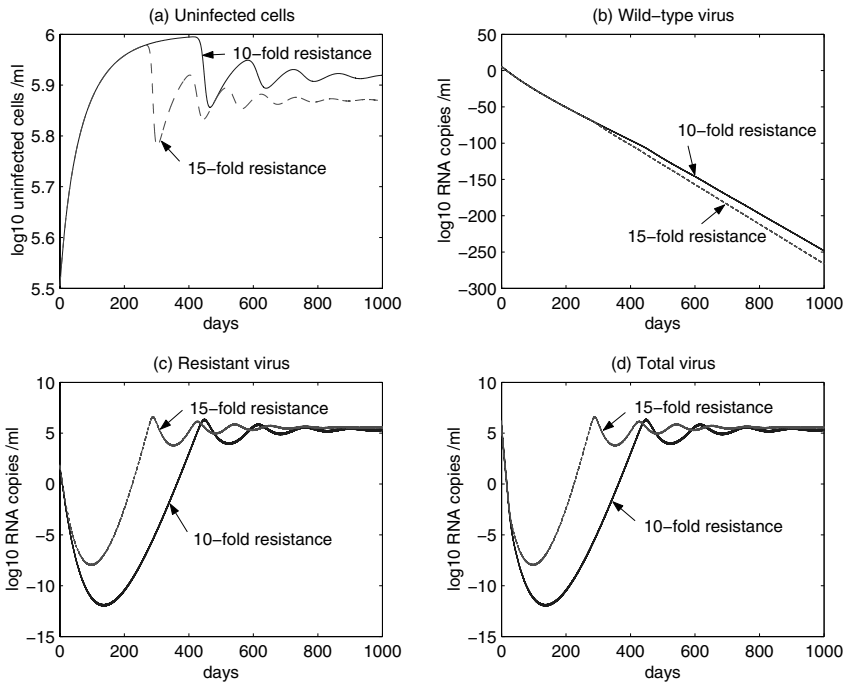 (a) Uninfected cells
6
5.9
5.8
5.7
5.6
5.5
0 200 400 600 800 1000
days
log10 uninfected cells /ml
10−fold resistance
15−fold resistance
(b) Wild−type virus
50
0
−50
−100
−150
−200
−250
−300
0 200 400 600 800 1000
days
log10 RNA copies /ml
10−fold resistance
15−fold resistance
(c) Resistant virus
10
5
0
−5
−10
−15
0 200 400 600 800 1000
days
log10 RNA copies /ml
15−fold resistance
10−fold resistance
(d) Total virus
10
5
0
−5
−10
−15
0 200 400 600 800 1000
days
log10 RNA copies /ml
15−fold resistance
10−fold resistance